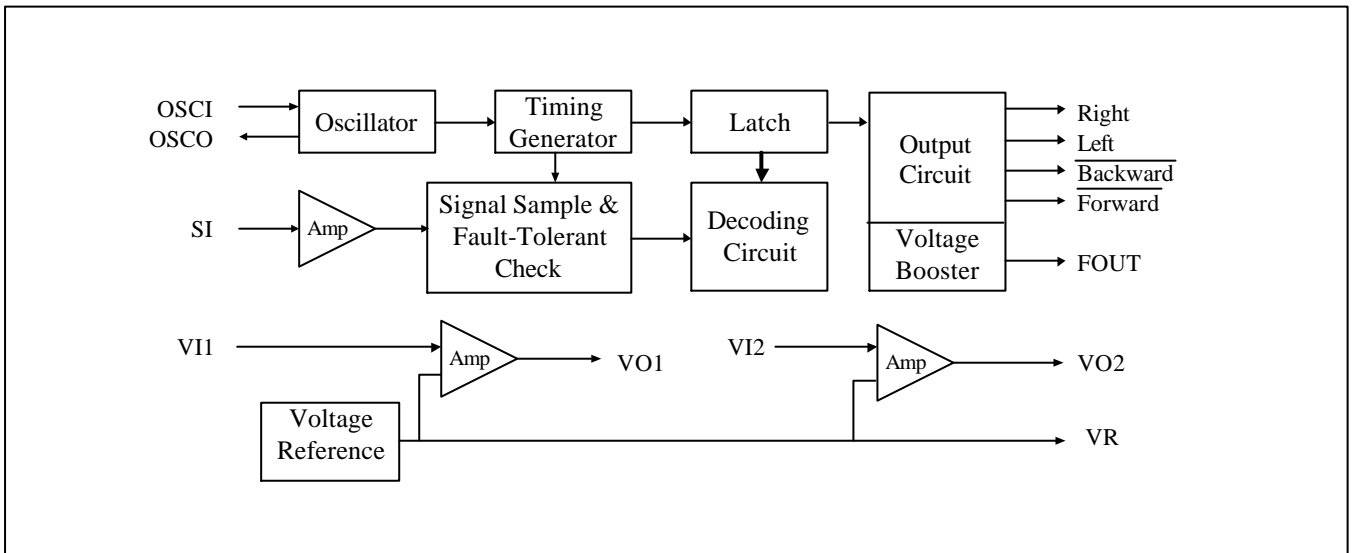 OSCI
OSCO
Oscillator
Timing
Generator
Latch
Output
Circuit
Right
Left
Backward
Forward
SI
Amp
Signal Sample &
Fault-Tolerant
Check
Decoding
Circuit
Voltage
Booster
FOUT
VI1
Amp
VO1
VI2
Amp
VO2
Voltage
Reference
VR